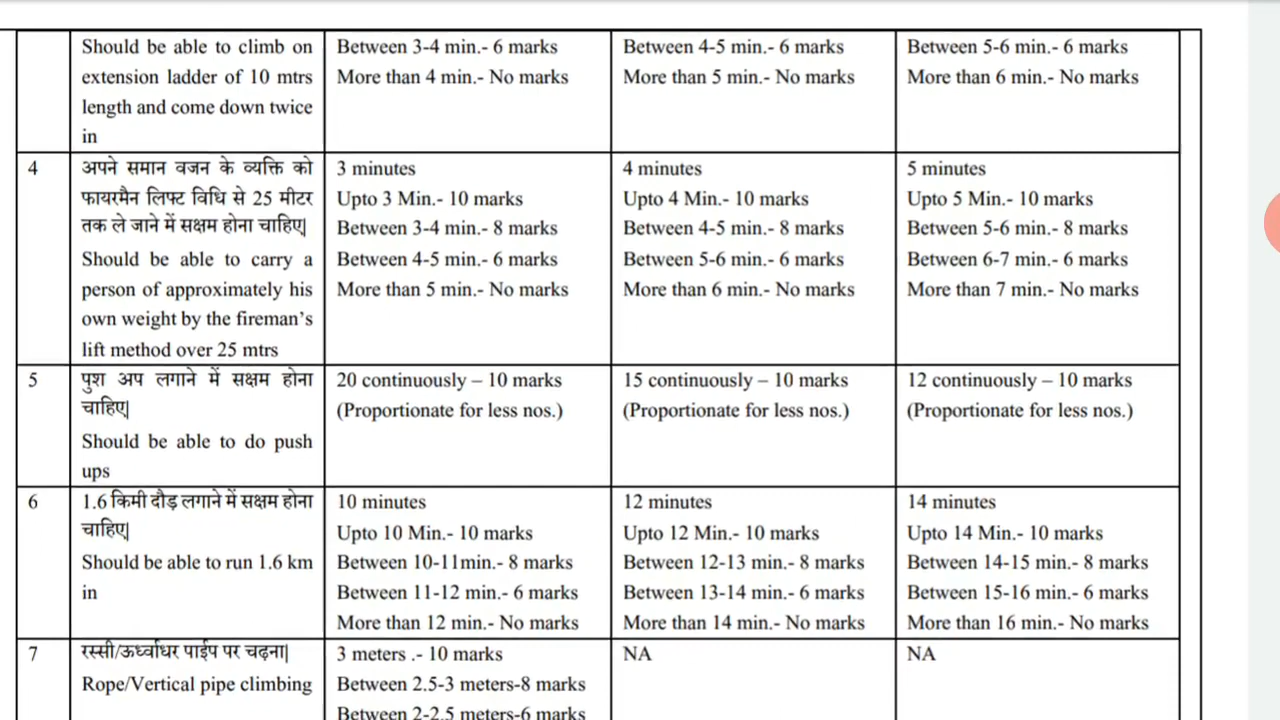 Should be able to climb on
extension ladder of 10 mtrs
length and come down twice
in
Between 3-4 min.- 6 marks
More than 4 min.- No marks
Between 4-5 min.- 6 marks
More than 5 min.- No marks
Between 5-6 min.- 6 marks
More than 6 min.- No marks
4
अपने समान वजन के व्यक्ति को
फायरमैन लिफ्ट विधि से 25 मीटर
तक ले जाने में सक्षम होना चाहिए|
Should be able to carry a
person of approximately his
own weight by the fireman's
lift method over 25 mtrs
3 minutes
Upto 3 Min.- 10 marks
Between 3-4 min.- 8 marks
Between 4-5 min.- 6 marks
More than 5 min.- No marks
4 minutes
Upto 4 Min.- 10 marks
Between 4-5 min.- 8 marks
Between 5-6 min.- 6 marks
More than 6 min.- No marks
5 minutes
Upto 5 Min.- 10 marks
Between 5-6 min.- 8 marks
Between 6-7 min.- 6 marks
More than 7 min.- No marks
5
पुश अप लगाने में सक्षम होना
चाहिए|
Should be able to do push
ups
20 continuously – 10 marks
(Proportionate for less nos.)
15 continuously – 10 marks
(Proportionate for less nos.)
12 continuously – 10 marks
(Proportionate for less nos.)
6
1.6 किमी दौड़ लगाने में सक्षम होना
चाहिए|
Should be able to run 1.6 km
in
10 minutes
Upto 10 Min.- 10 marks
Between 10-11min.- 8 marks
Between 11-12 min.- 6 marks
More than 12 min.- No marks
12 minutes
Upto 12 Min.- 10 marks
Between 12-13 min.- 8 marks
Between 13-14 min.- 6 marks
More than 14 min.- No marks
14 minutes
Upto 14 Min.- 10 marks
Between 14-15 min.- 8 marks
Between 15-16 min.- 6 marks
More than 16 min.- No marks
7
रस्सी/ऊर्ध्वाधर पाईप पर चढ़ना|
Rope/Vertical pipe climbing
3 meters .- 10 marks
Between 2.5-3 meters-8 marks
Between 2-2.5 meters-6 marks
NA
NA